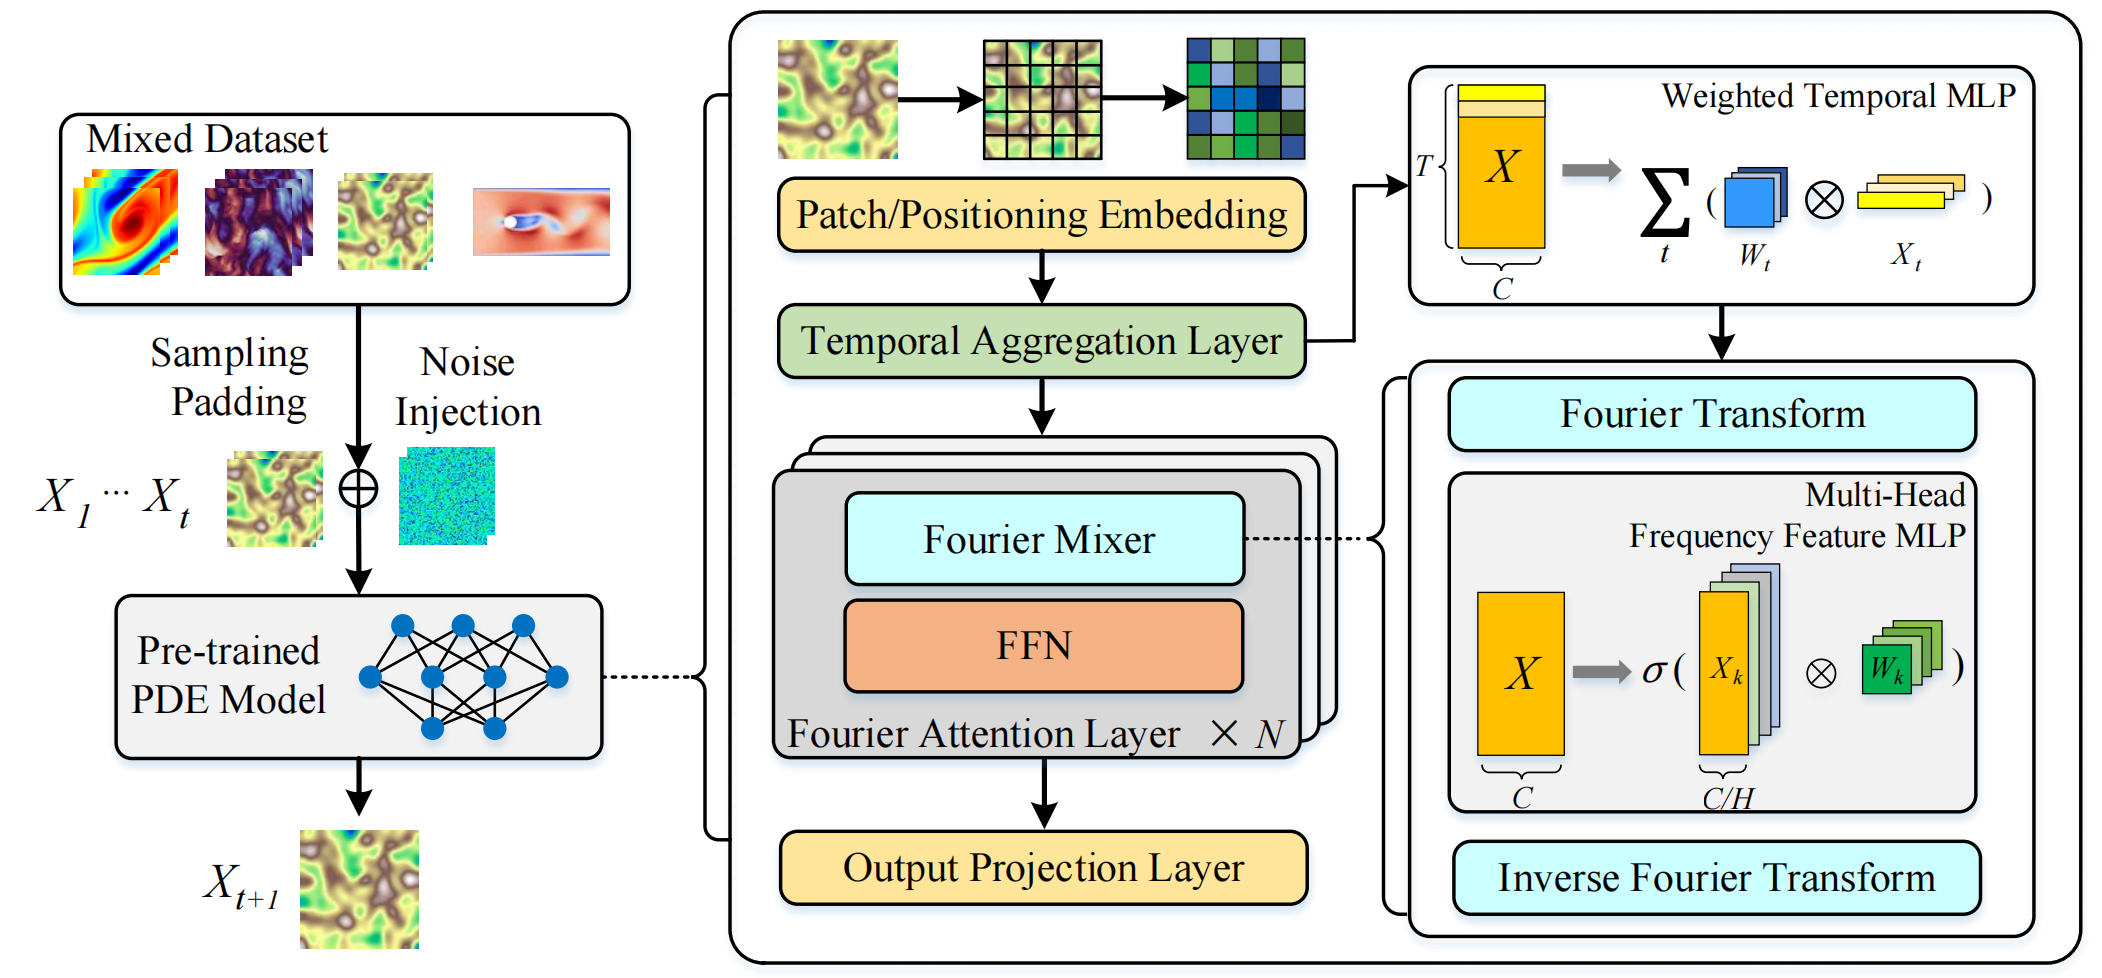 Mixed Dataset
Sampling
Padding
Noise
Injection
X₁ ··· Xₜ
Pre-trained
PDE Model
Xₜ₊₁
Patch/Positioning Embedding
Temporal Aggregation Layer
Fourier Mixer
FFN
Fourier Attention Layer × N
Output Projection Layer
Weighted Temporal MLP
T
X
C
∑ₜ ( Wₜ ⊗ Xₜ )
Fourier Transform
Multi-Head
Frequency Feature MLP
X
σ ( Xₖ ⊗ Wₖ )
C
C/H
Inverse Fourier Transform